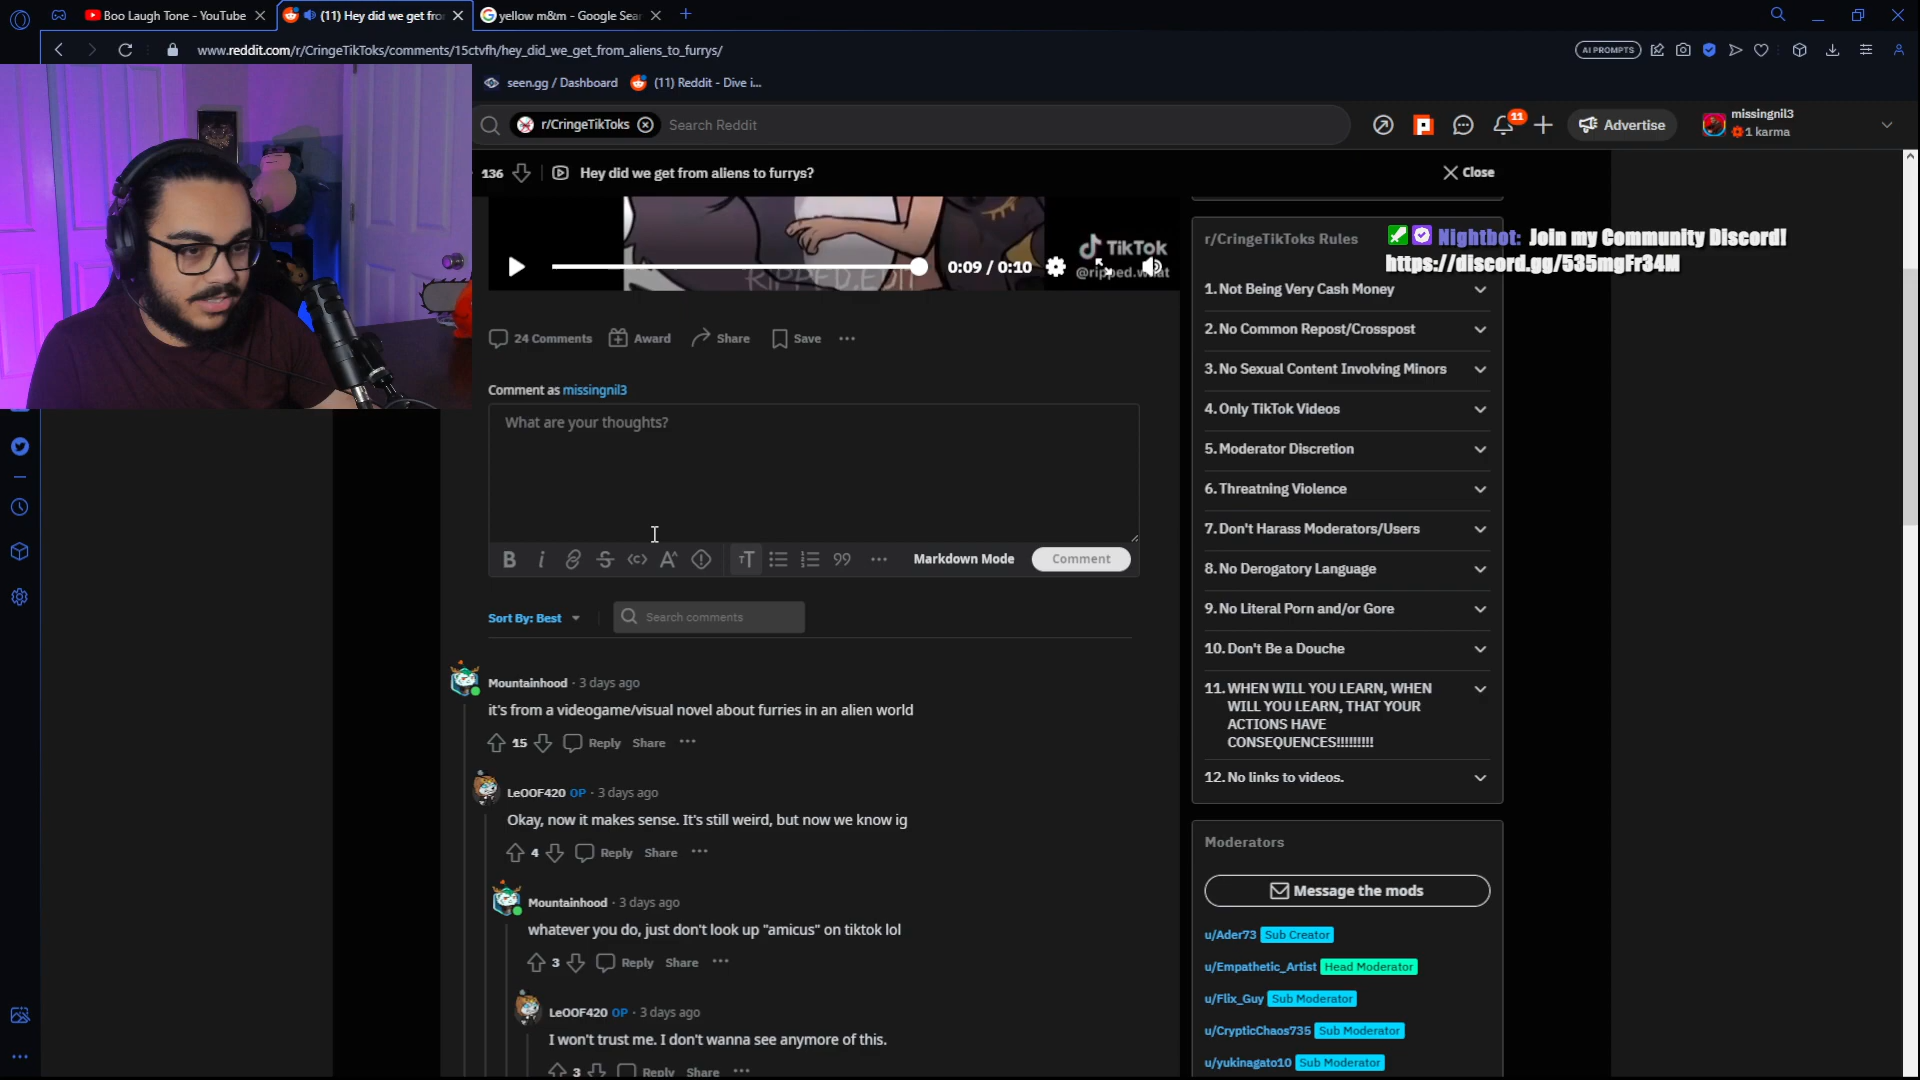 Boo Laugh Tone - YouTube
(11) Hey did we get fro
yellow m&m - Google Sea
www.reddit.com/r/CringeTikToks/comments/15ctvfh/hey_did_we_get_from_aliens_to_furrys/
AI PROMPTS
seen.gg / Dashboard
(11) Reddit - Dive i...
r/CringeTikToks
Search Reddit
11
Advertise
missingnil3
1 karma
136
Hey did we get from aliens to furrys?
Close
TikTok
@ripped.w
RIPPED.EDIT
0:09 / 0:10
24 Comments
Award
Share
Save
Comment as missingnil3
What are your thoughts?
Markdown Mode
Comment
Sort By: Best
Search comments
Mountainhood · 3 days ago
it's from a videogame/visual novel about furries in an alien world
15
Reply
Share
LeOOF420 OP · 3 days ago
Okay, now it makes sense. It's still weird, but now we know ig
4
Reply
Share
Mountainhood · 3 days ago
whatever you do, just don't look up "amicus" on tiktok lol
3
Reply
Share
LeOOF420 OP · 3 days ago
I won't trust me. I don't wanna see anymore of this.
3
Reply
Share
r/CringeTikToks Rules
Nightbot: Join my Community Discord!
https://discord.gg/535mgFr34M
1. Not Being Very Cash Money
2. No Common Repost/Crosspost
3. No Sexual Content Involving Minors
4. Only TikTok Videos
5. Moderator Discretion
6. Threatning Violence
7. Don't Harass Moderators/Users
8. No Derogatory Language
9. No Literal Porn and/or Gore
10. Don't Be a Douche
11. WHEN WILL YOU LEARN, WHEN
WILL YOU LEARN, THAT YOUR
ACTIONS HAVE
CONSEQUENCES!!!!!!!!!
12. No links to videos.
Moderators
Message the mods
u/Ader73 Sub Creator
u/Empathetic_Artist Head Moderator
u/Flix_Guy Sub Moderator
u/CrypticChaos735 Sub Moderator
u/yukinagato10 Sub Moderator